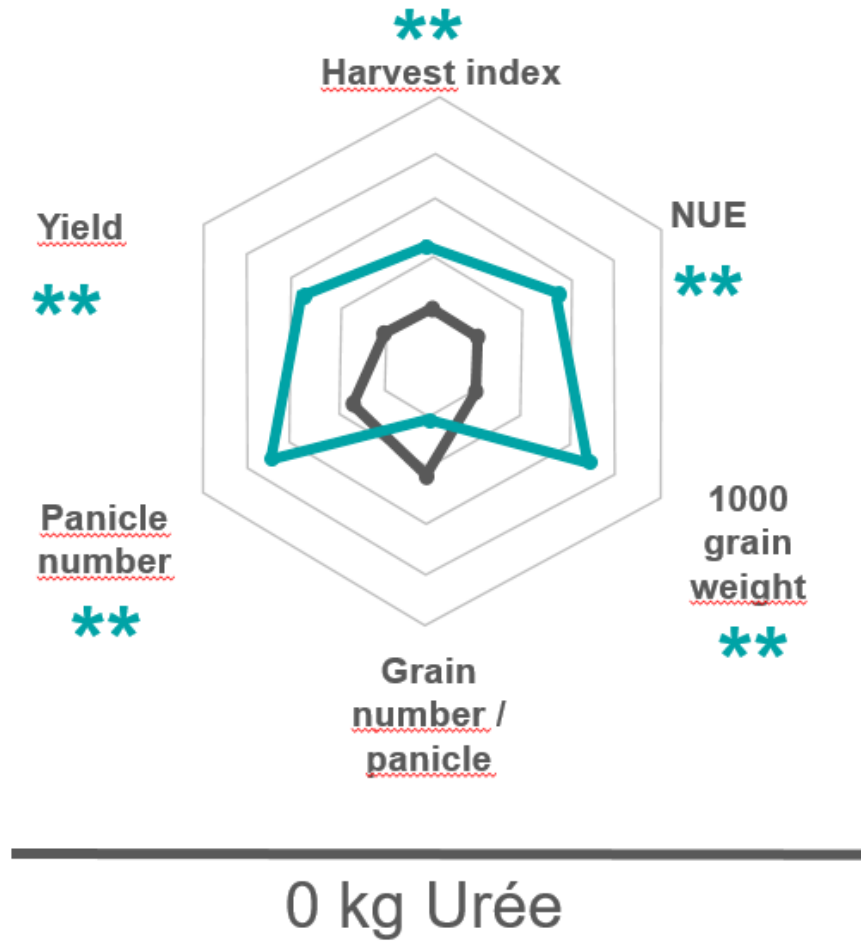 **
Harvest index
NUE
**
Yield
**
1000
grain
weight
**
Panicle
number
**
Grain
number /
panicle
0 kg Urée